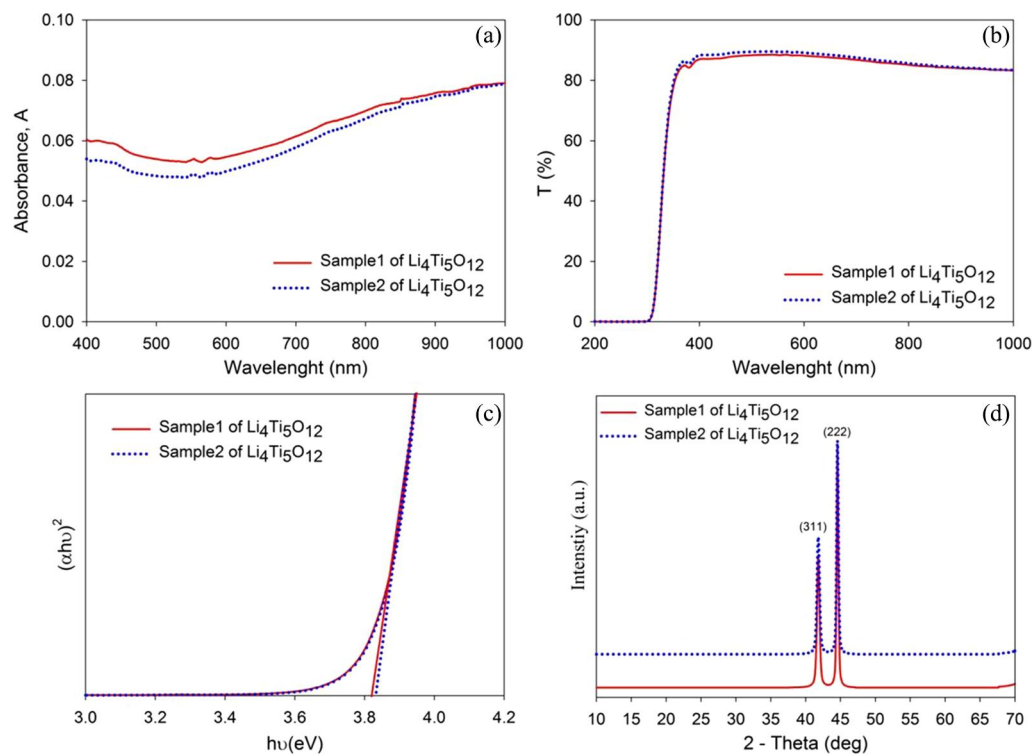 (a)
Absorbance, A
0.10
0.08
0.06
0.04
0.02
0.00
Sample1 of Li4Ti5O12
Sample2 of Li4Ti5O12
400 500 600 700 800 900 1000
Wavelenght (nm)
(b)
T (%)
100
80
60
40
20
0
Sample1 of Li4Ti5O12
Sample2 of Li4Ti5O12
200 400 600 800 1000
Wavelenght (nm)
(c)
(αhυ)2
Sample1 of Li4Ti5O12
Sample2 of Li4Ti5O12
3.0 3.2 3.4 3.6 3.8 4.0 4.2
hυ(eV)
(d)
Intenstiy (a.u.)
Sample1 of Li4Ti5O12
Sample2 of Li4Ti5O12
(222)
(311)
10 15 20 25 30 35 40 45 50 55 60 65 70
2 - Theta (deg)